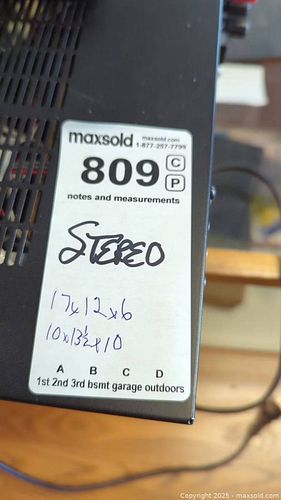 maxsold maxsold.com
1-877-257-7799
809 C
P
notes and measurements
STEREO
17x12x6
10x13½x10
A B C D
1st 2nd 3rd bsmt garage outdoors
Copyright 2025 - maxsold.com